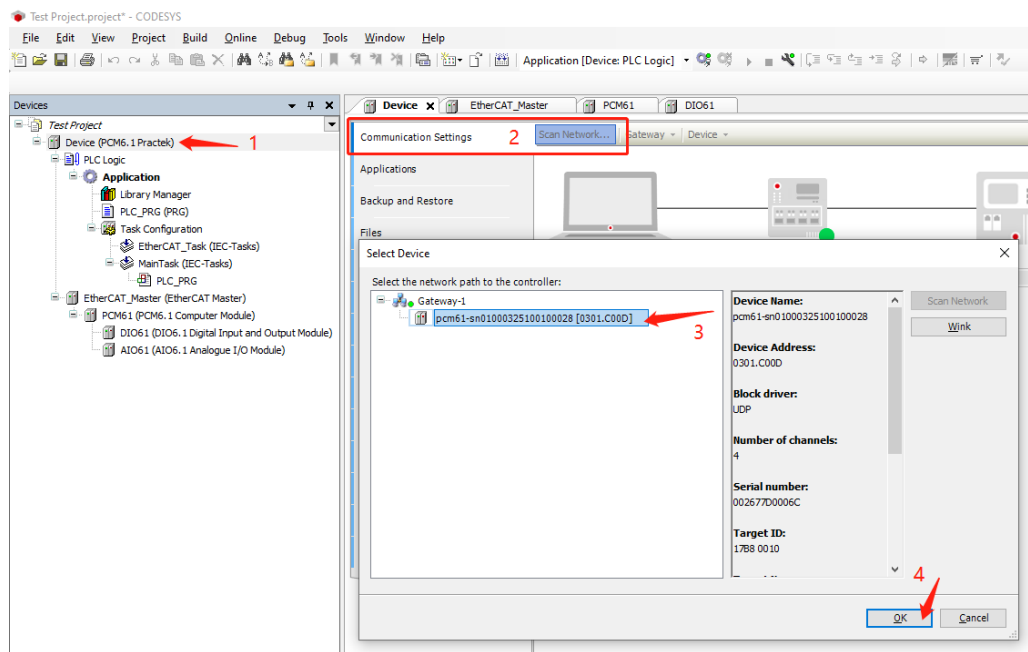 Test Project.project* - CODESYS
File Edit View Project Build Online Debug Tools Window Help
Application [Device: PLC Logic]
Devices
Test Project
Device (PCM6.1 Practek)
1
PLC Logic
Application
Library Manager
PLC_PRG (PRG)
Task Configuration
EtherCAT_Task (IEC-Tasks)
MainTask (IEC-Tasks)
PLC_PRG
EtherCAT_Master (EtherCAT Master)
PCM61 (PCM6.1 Computer Module)
DIO61 (DIO6.1 Digital Input and Output Module)
AIO61 (AIO6.1 Analogue I/O Module)
Device EtherCAT_Master PCM61 DIO61
Communication Settings 2 Scan Network... Gateway Device
Applications
Backup and Restore
Files
Select Device
Select the network path to the controller:
Gateway-1
pcm61-sn01000325100100028 [0301.C00D]
3
Device Name:
pcm61-sn01000325100100028
Device Address:
0301.C00D
Block driver:
UDP
Number of channels:
4
Serial number:
002677D0006C
Target ID:
17B8 0010
Scan Network
Wink
4
OK Cancel